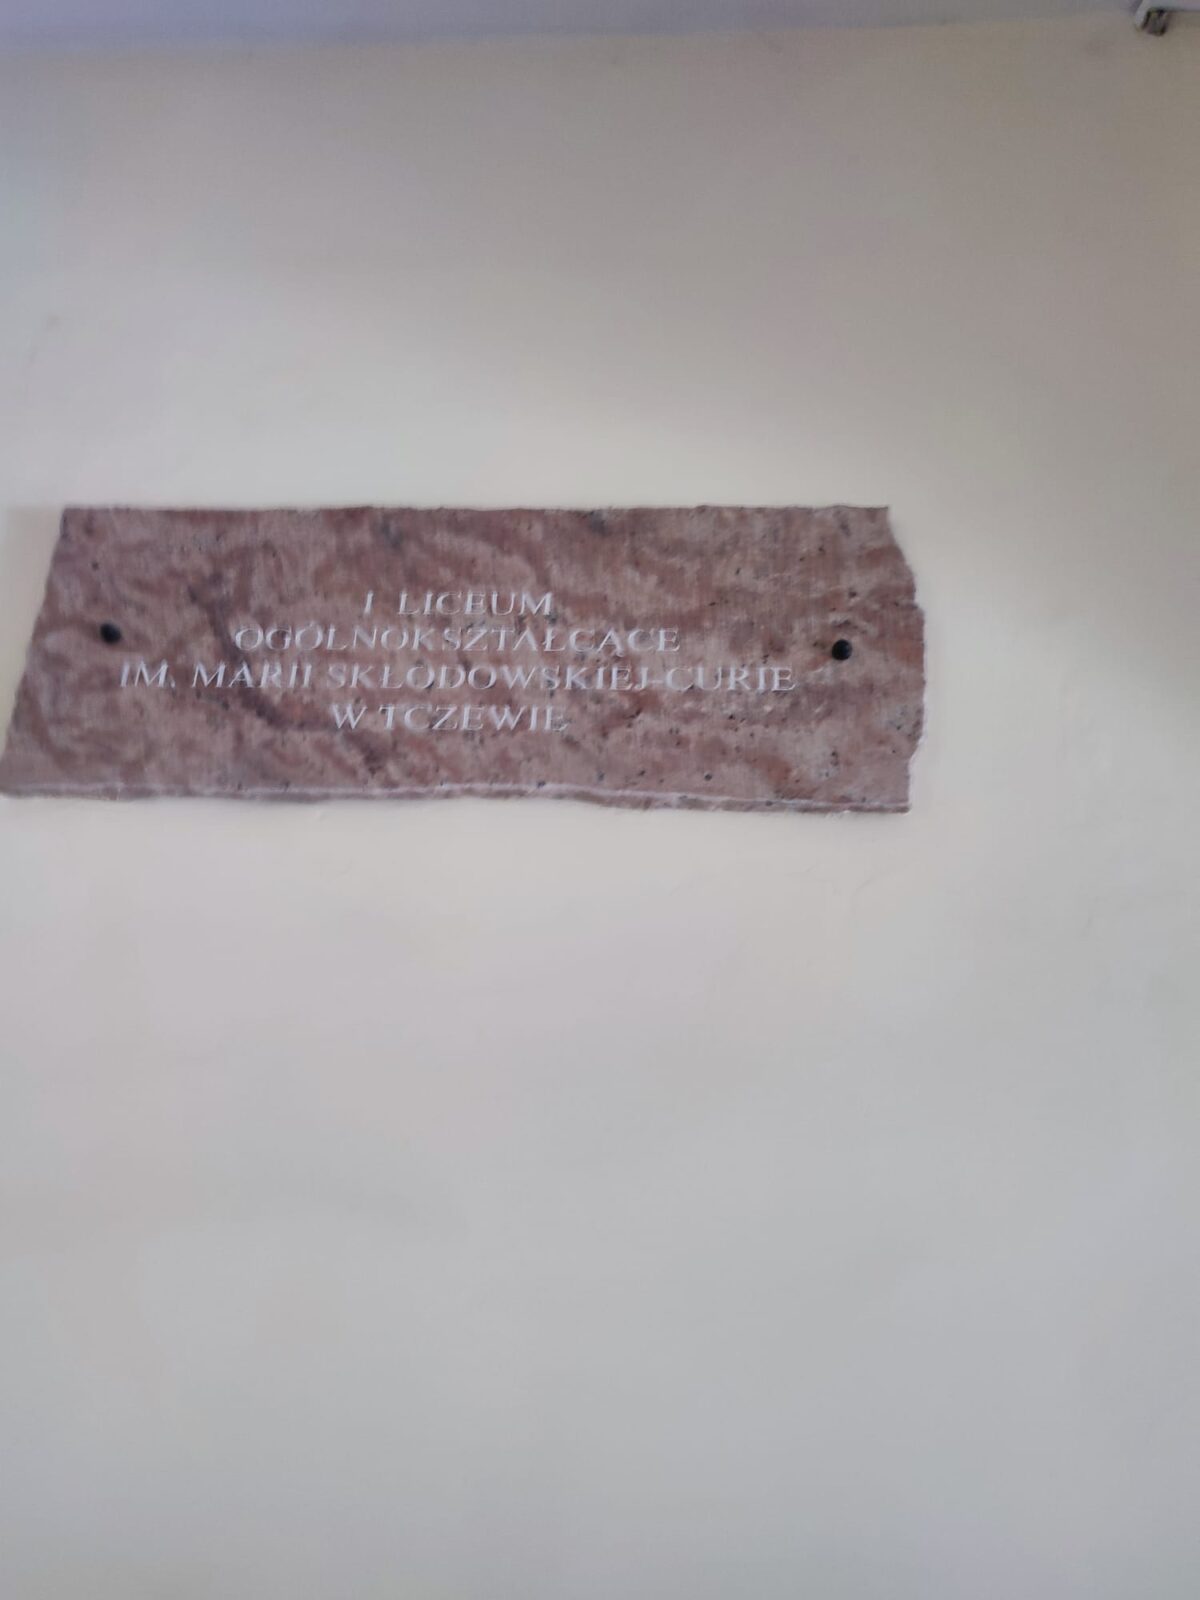 I LICEUM
OGÓLNOKSZTAŁCĄCE
IM. MARII SKŁODOWSKIEJ-CURIE
W TCZEWIE